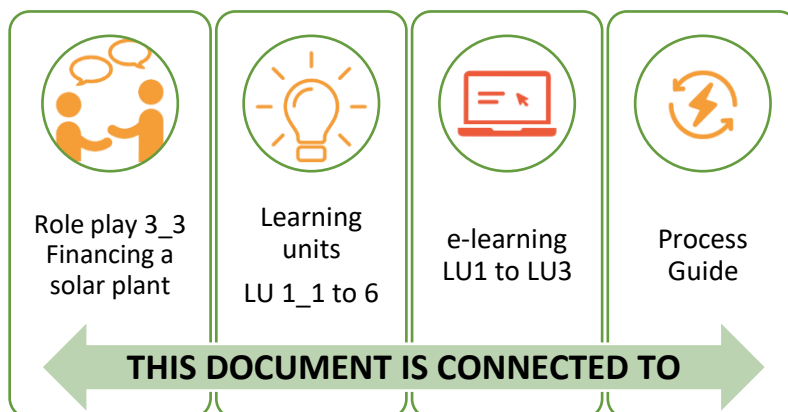 Role play 3_3
Financing a
solar plant
Learning
units
LU 1_1 to 6
e-learning
LU1 to LU3
Process
Guide
THIS DOCUMENT IS CONNECTED TO